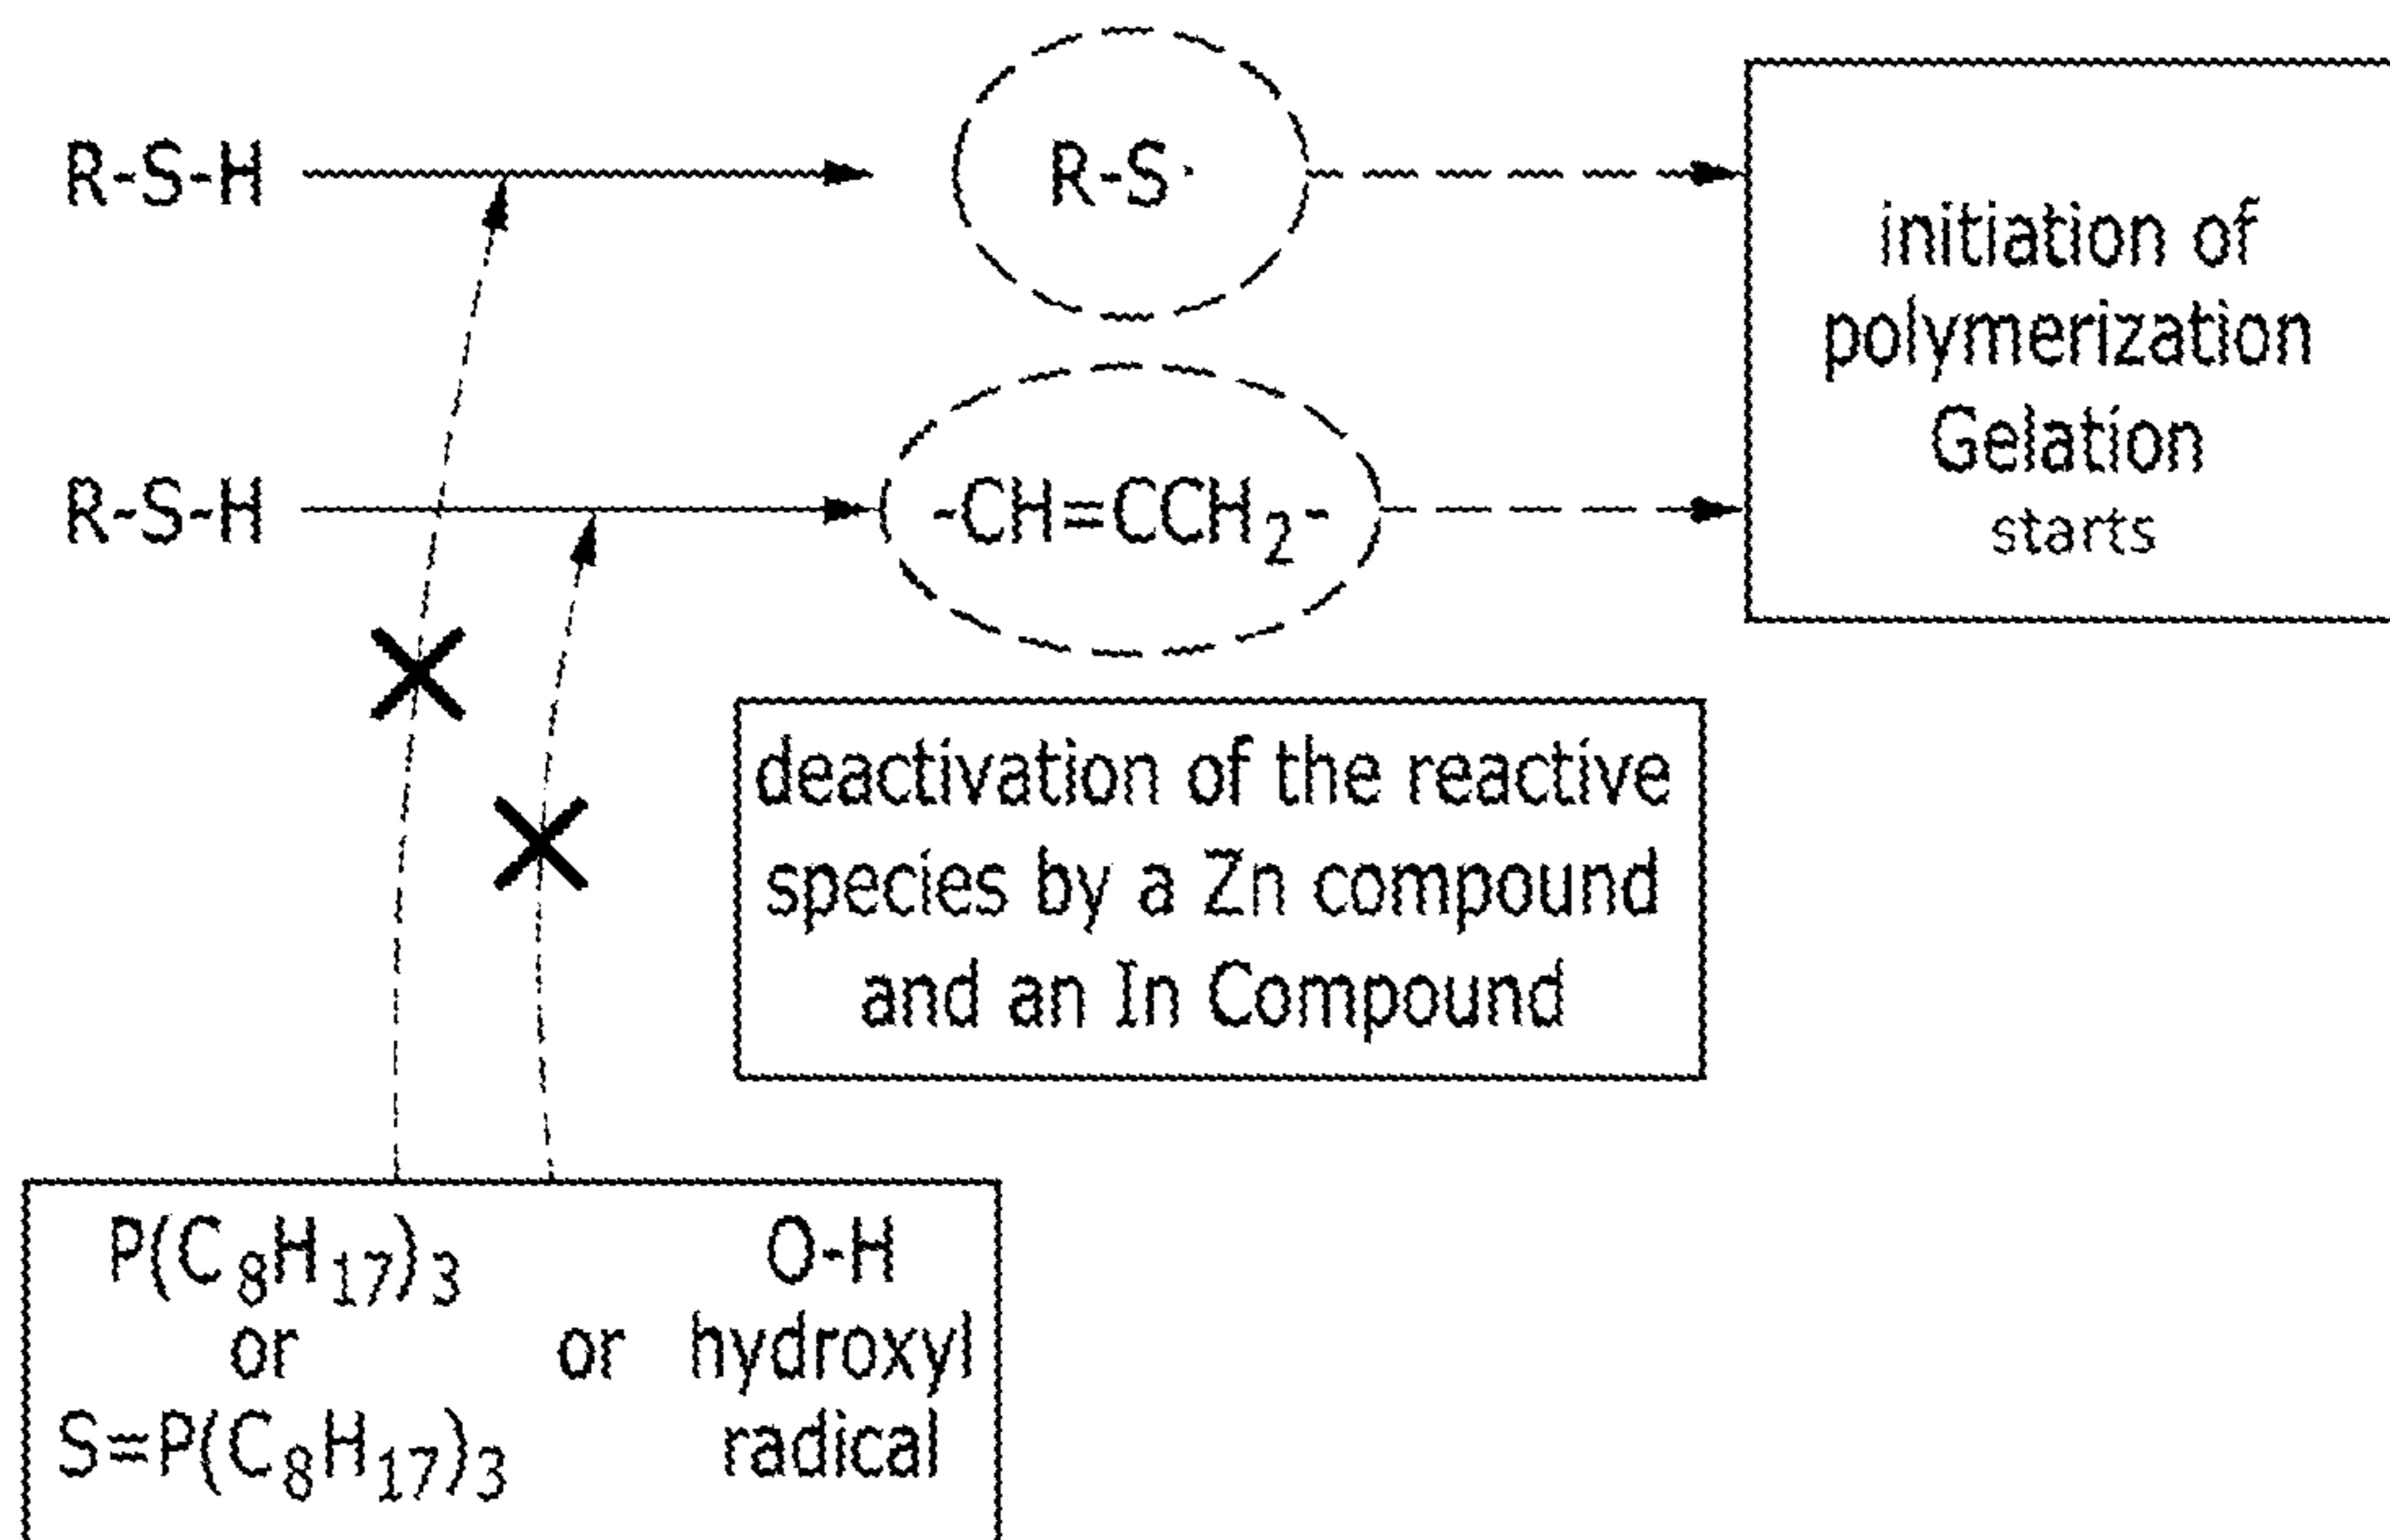 R-S-H
R-S·
initiation of
polymerization
Gelation
starts
R-S-H
-CH=CCH₂-
deactivation of the reactive
species by a Zn compound
and an In Compound
P(C₈H₁₇)₃
or
S=P(C₈H₁₇)₃
or
O-H
hydroxyl
radical